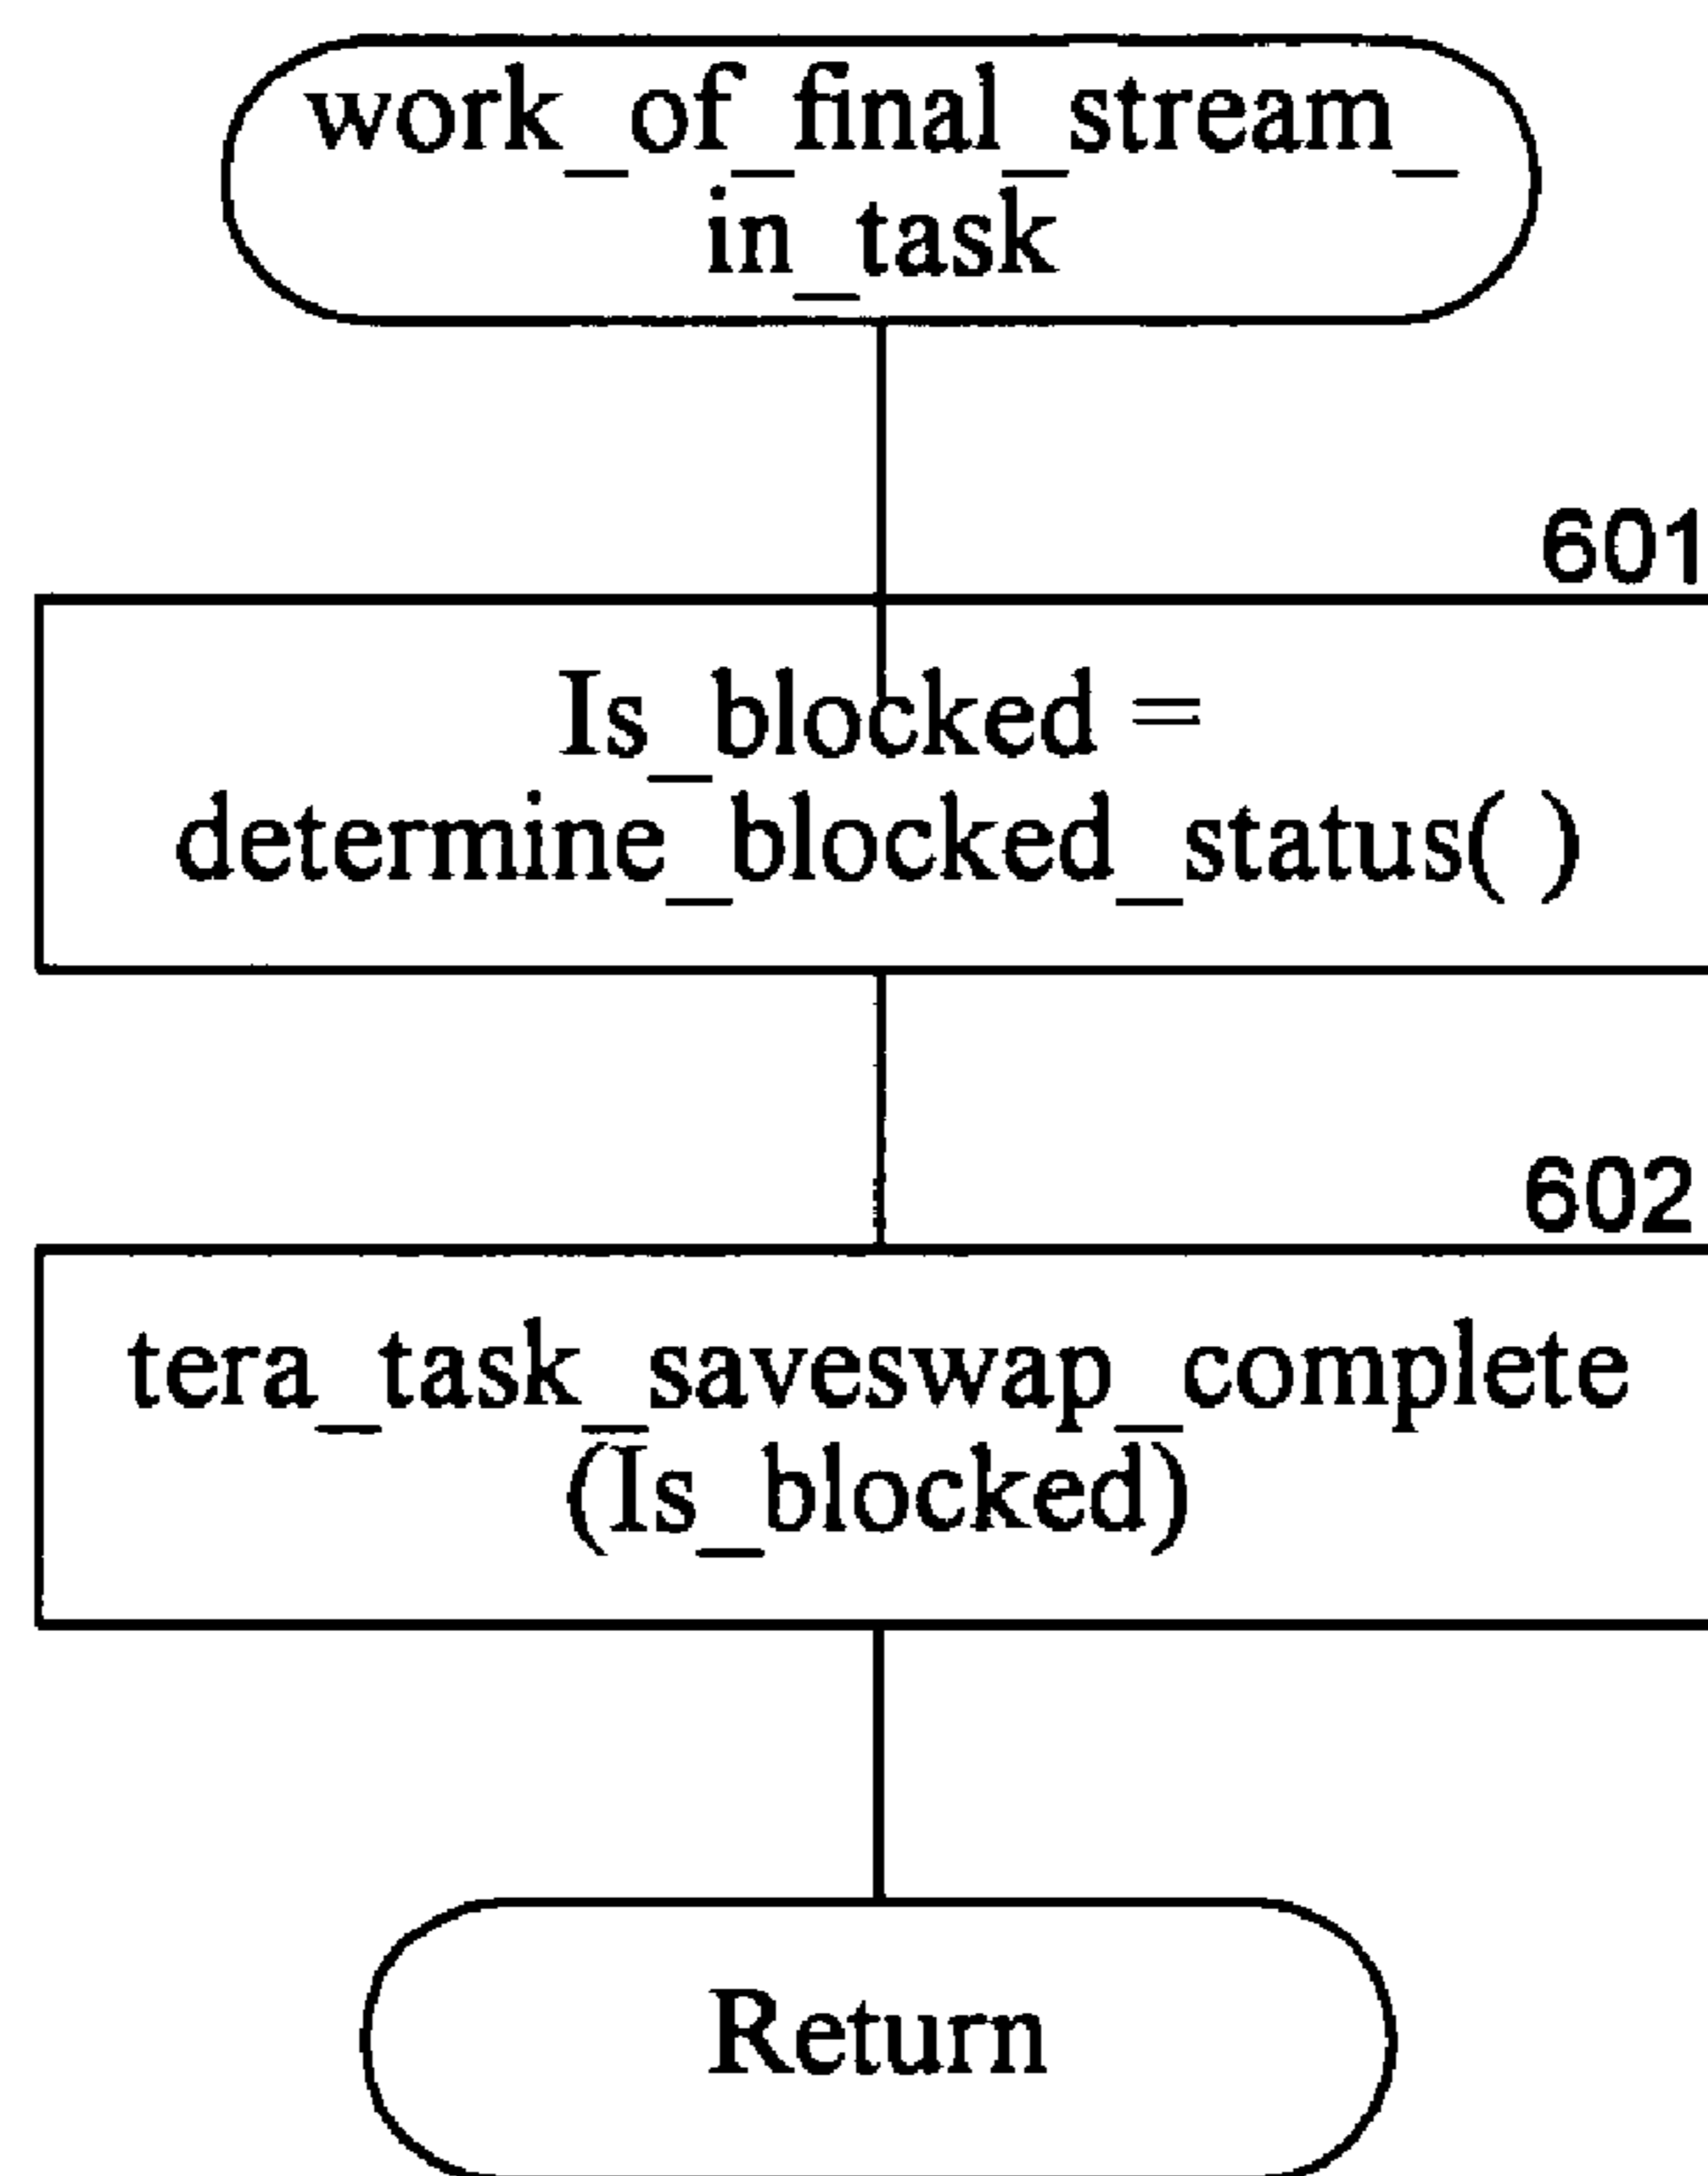 work_of_final_stream_
in_task
601
Is_blocked =
determine_blocked_status( )
602
tera_task_saveswap_complete
(Is_blocked)
Return